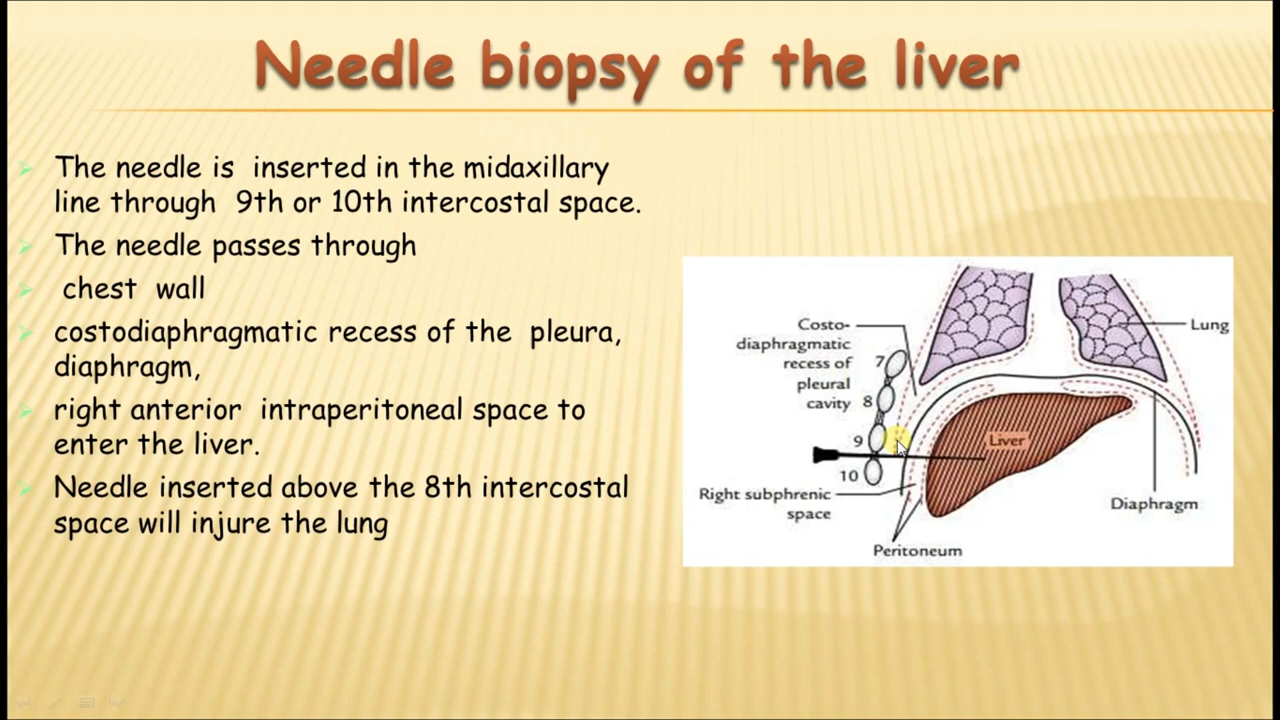 Needle biopsy of the liver
The needle is inserted in the midaxillary
line through 9th or 10th intercostal space.
The needle passes through
chest wall
costodiaphragmatic recess of the pleura,
diaphragm,
right anterior intraperitoneal space to
enter the liver.
Needle inserted above the 8th intercostal
space will injure the lung
Costo-
diaphragmatic
recess of
pleural
cavity
7
8
9
10
Right subphrenic
space
Peritoneum
Liver
Lung
Diaphragm